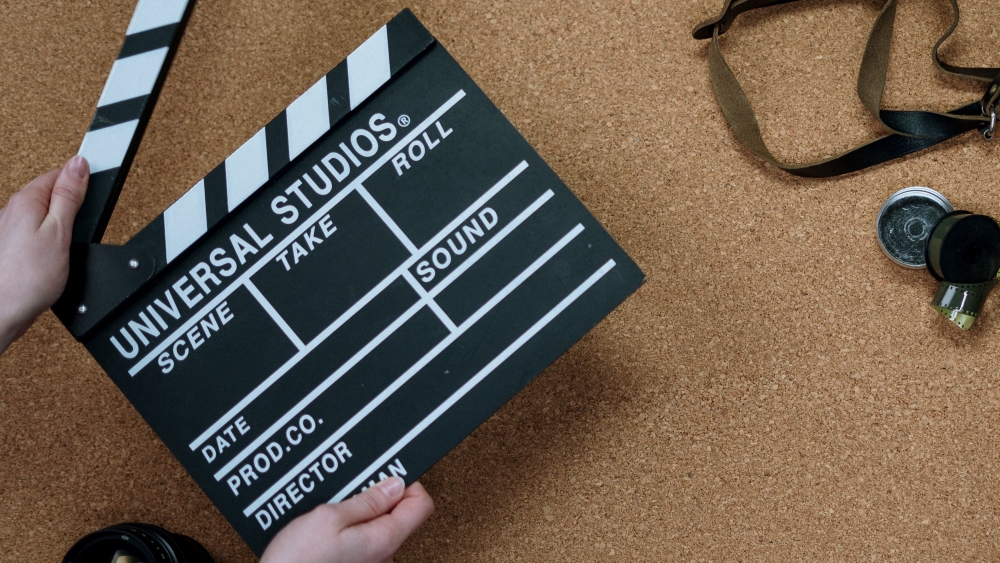 UNIVERSAL STUDIOS®
SCENE TAKE ROLL
DATE SOUND
PROD.CO.
DIRECTOR